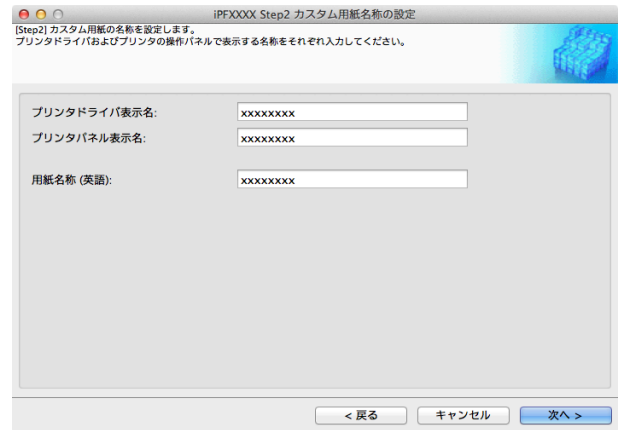 iPFXXXX Step2 カスタム用紙名称の設定
[Step2] カスタム用紙の名称を設定します。
プリンタドライバおよびプリンタの操作パネルで表示する名称をそれぞれ入力してください。
プリンタドライバ表示名: xxxxxxxx
プリンタパネル表示名: xxxxxxxx
用紙名称 (英語): xxxxxxxx
< 戻る キャンセル 次へ >